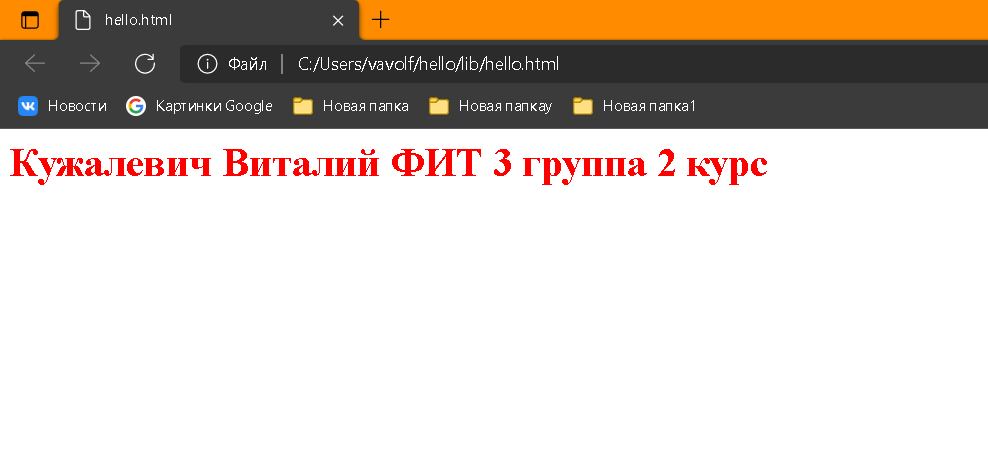 hello.html
Файл | C:/Users/vavolf/hello/lib/hello.html
Новости Картинки Google Новая папка Новая папкау Новая папка1
Кужалевич Виталий ФИТ 3 группа 2 курс